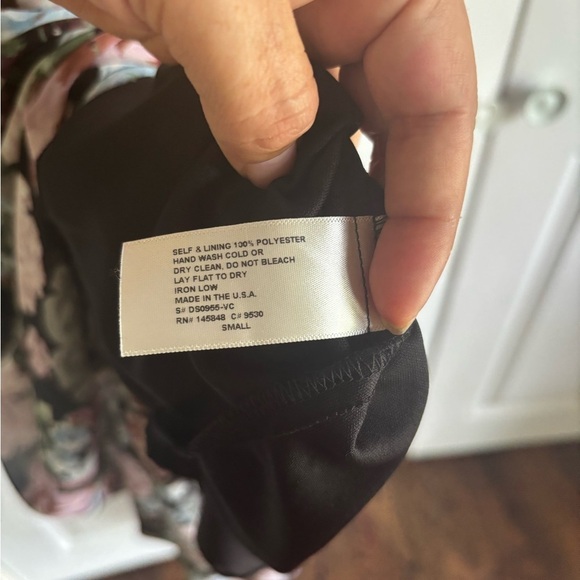 SELF & LINING 100% POLYESTER
HAND WASH COLD OR
DRY CLEAN. DO NOT BLEACH
LAY FLAT TO DRY
IRON LOW
MADE IN THE U.S.A.
S# DS0955-VC
RN# 145848 C# 9530
SMALL